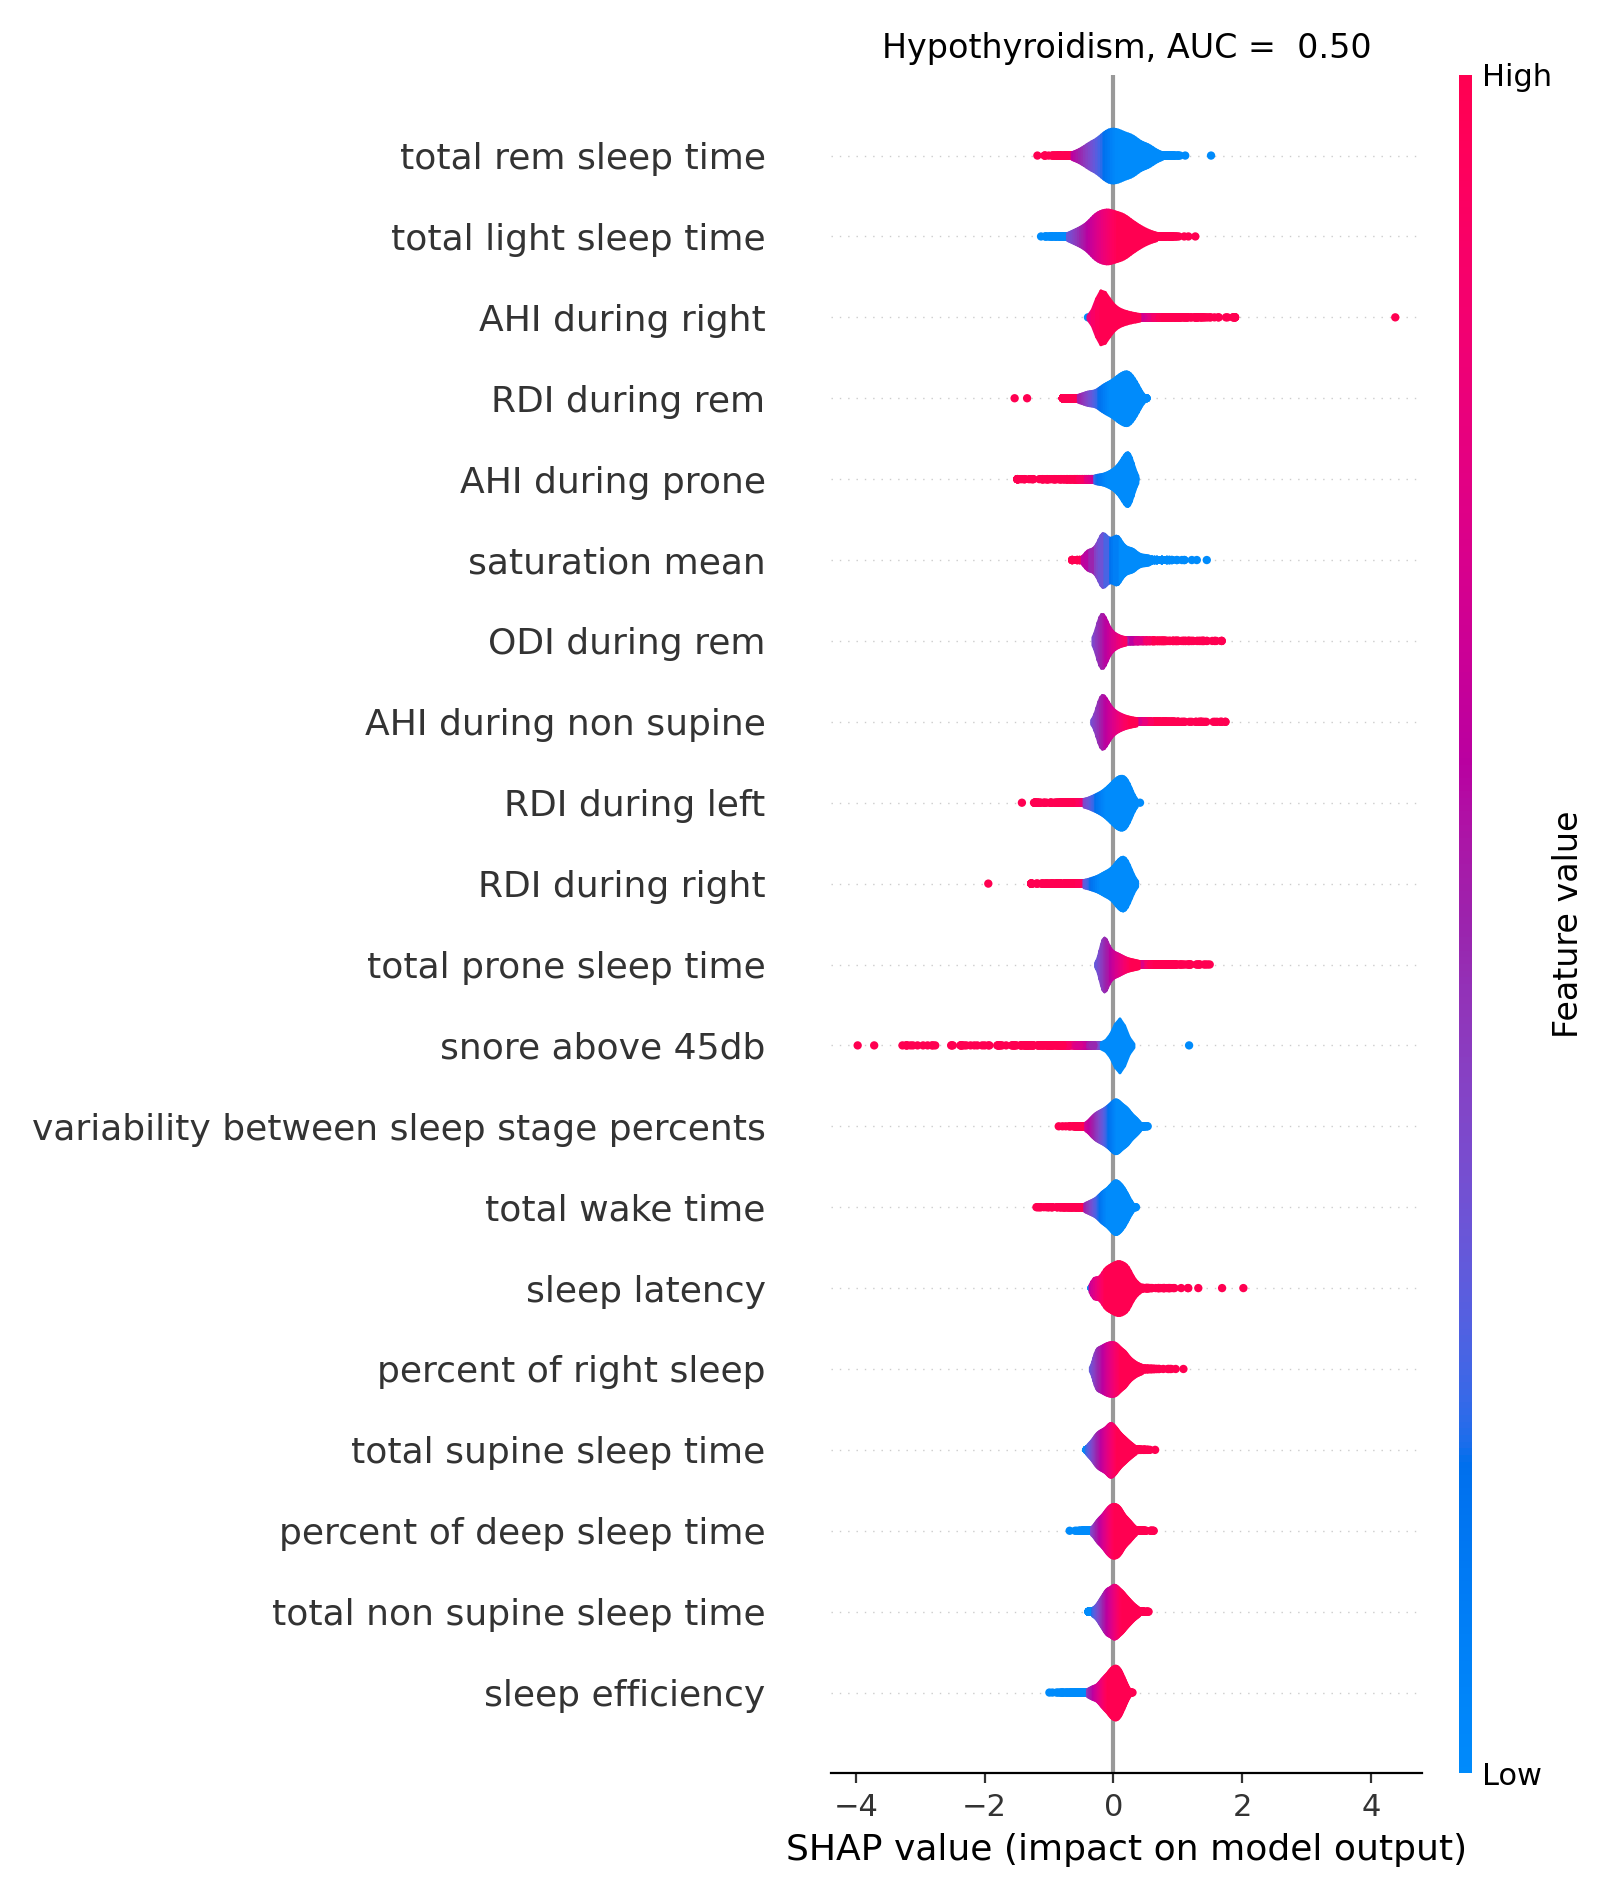 Hypothyroidism, AUC =  0.50
High
total rem sleep time
total light sleep time
AHI during right
RDI during rem
AHI during prone
saturation mean
ODI during rem
AHI during non supine
RDI during left
RDI during right
total prone sleep time
snore above 45db
variability between sleep stage percents
total wake time
sleep latency
percent of right sleep
total supine sleep time
percent of deep sleep time
total non supine sleep time
sleep efficiency
Feature value
Low
−4 −2 0 2 4
SHAP value (impact on model output)